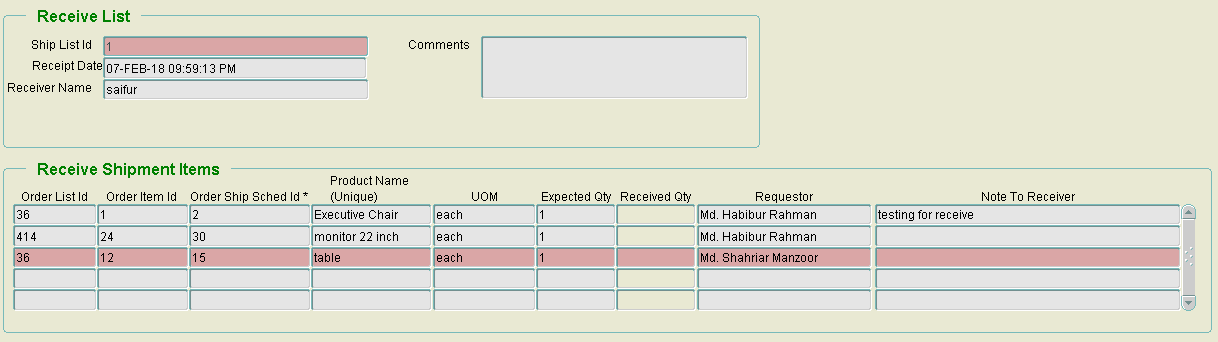 Receive List
Ship List Id 1
Comments
Receipt Date 07-FEB-18 09:59:13 PM
Receiver Name saifur
Receive Shipment Items
Order List Id Order Item Id Order Ship Sched Id * Product Name (Unique) UOM Expected Qty Received Qty Requestor Note To Receiver
36 1 2 Executive Chair each 1 Md. Habibur Rahman testing for receive
414 24 30 monitor 22 inch each 1 Md. Habibur Rahman
36 12 15 table each 1 Md. Shahriar Manzoor